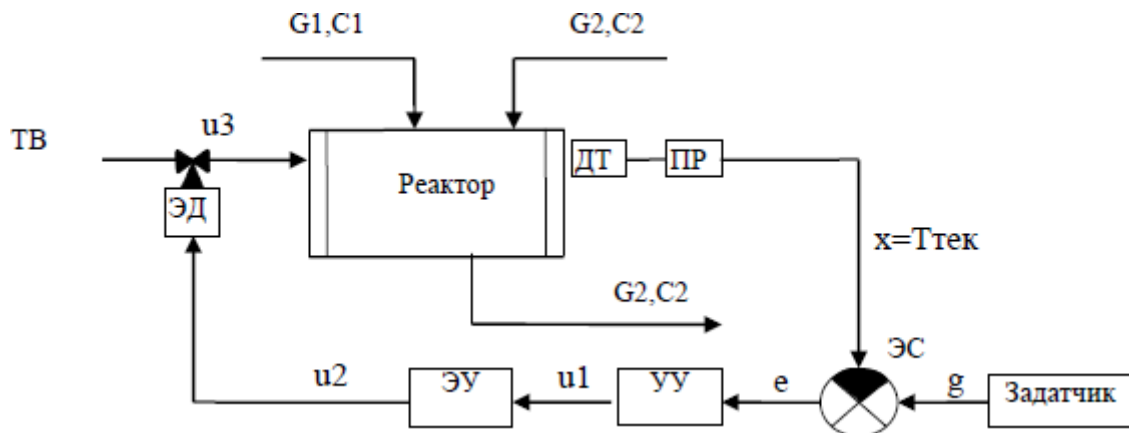 G1,C1
G2,C2
ТВ
u3
ДТ
ПР
Реактор
ЭД
x=Tтек
G2,C2
ЭС
u2
ЭУ
u1
УУ
e
g
Задатчик